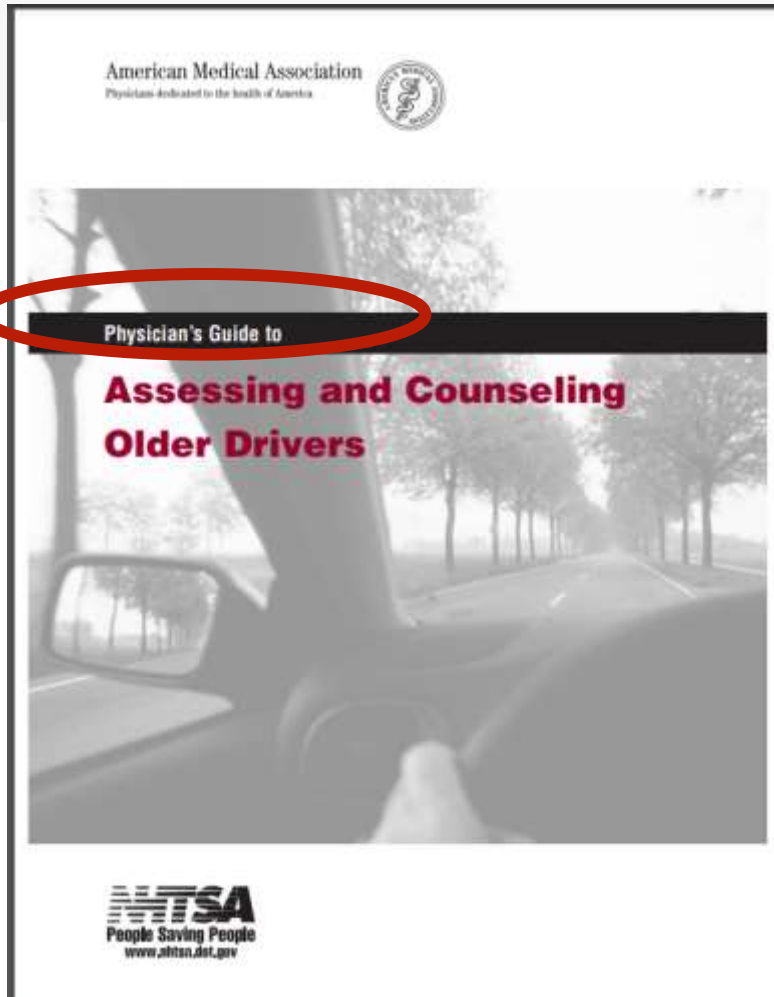 American Medical Association
Physicians dedicated to the health of America
Physician's Guide to
Assessing and Counseling
Older Drivers
NHTSA
People Saving People
www.nhtsa.dot.gov